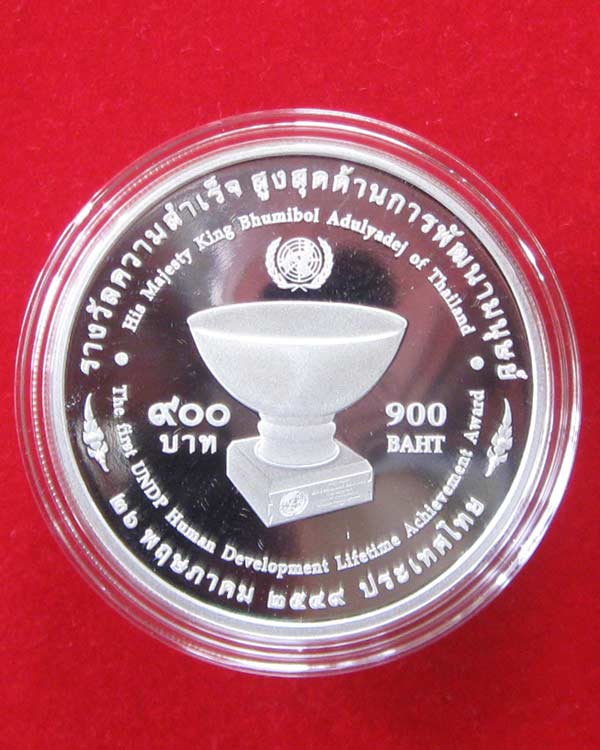 รางวัลความสำเร็จ สูงสุดด้านการพัฒนามนุษย์
His Majesty King Bhumibol Adulyadej of Thailand
๙๐๐
บาท
900
BAHT
The first UNDP Human Development Lifetime Achievement Award
๒๖ พฤษภาคม ๒๕๔๙ ประเทศไทย